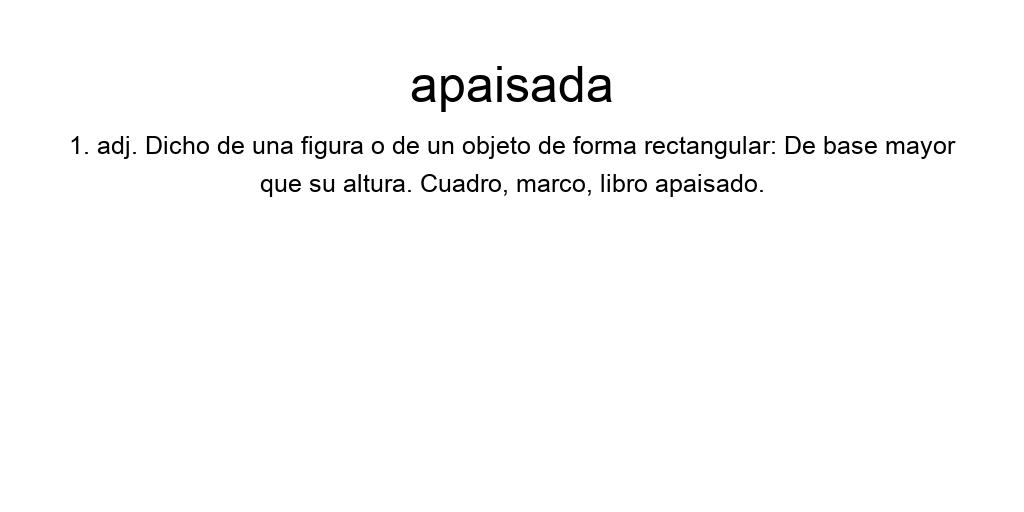 apaisada
1. adj. Dicho de una figura o de un objeto de forma rectangular: De base mayor
que su altura. Cuadro, marco, libro apaisado.